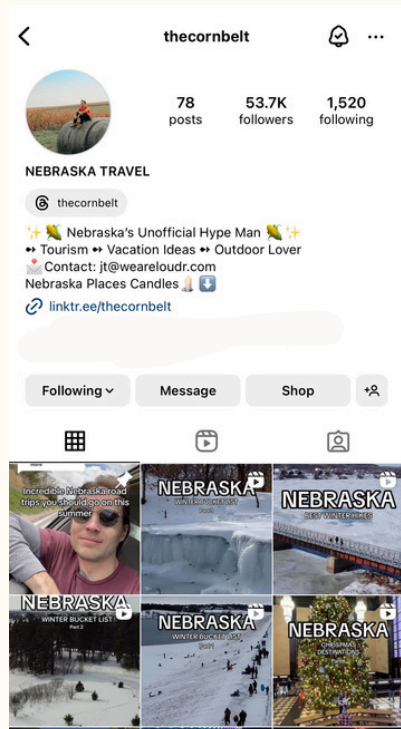 thecornbelt
78
53.7K
1,520
posts
followers
following
NEBRASKA TRAVEL
thecornbelt
✨🌽 Nebraska's Unofficial Hype Man 🌽✨
➻ Tourism ➻ Vacation Ideas ➻ Outdoor Lover
📩Contact: jt@weareloudr.com
Nebraska Places Candles🕯️⬇️
linktr.ee/thecornbelt
Following
Message
Shop
Incredible Nebraska road
trips you should go on this
summer
NEBRASKA
WINTER BUCKET LIST
NEBRASKA
BEST WINTER HIKES
NEBRASKA
WINTER BUCKET LIST
Part 2
NEBRASKA
WINTER BUCKET LIST
Part 1
NEBRASKA
CHRISTMAS
DESTINATIONS